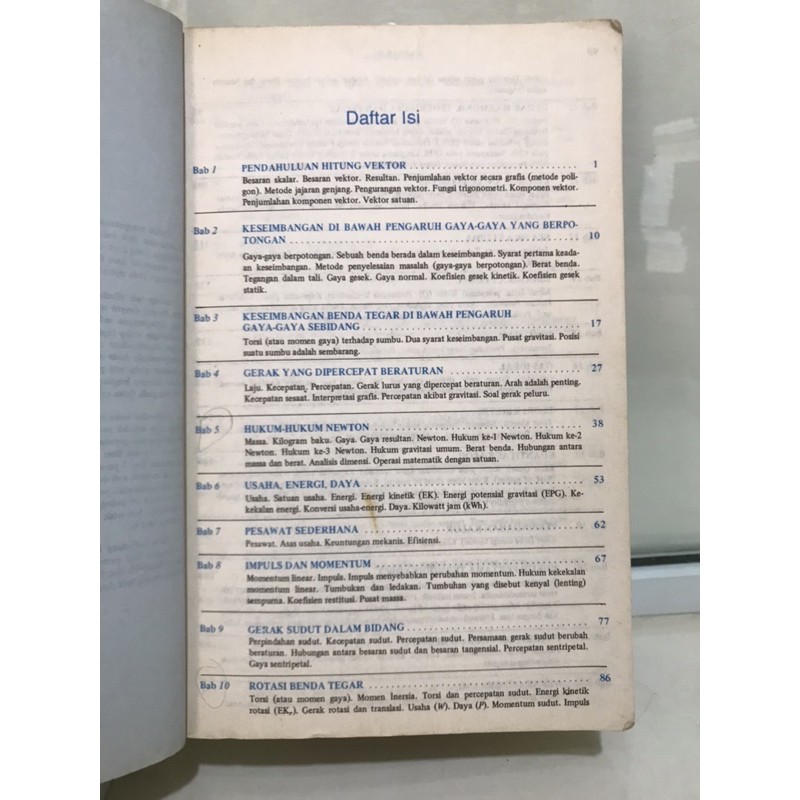 Daftar Isi
Bab 1 PENDAHULUAN HITUNG VEKTOR 1
Besaran skalar. Besaran vektor. Resultan. Penjumlahan vektor secara grafis (metode poli-
gon). Metode jajaran genjang. Pengurangan vektor. Fungsi trigonometri. Komponen vektor.
Penjumlahan komponen vektor. Vektor satuan.
Bab 2 KESEIMBANGAN DI BAWAH PENGARUH GAYA-GAYA YANG BERPO-
TONGAN 10
Gaya-gaya berpotongan. Sebuah benda berada dalam keseimbangan. Syarat pertama keada-
an keseimbangan. Metode penyelesaian masalah (gaya-gaya berpotongan). Berat benda.
Tegangan dalam tali. Gaya gesek. Gaya normal. Koefisien gesek kinetik. Koefisien gesek
statik.
Bab 3 KESEIMBANGAN BENDA TEGAR DI BAWAH PENGARUH
GAYA-GAYA SEBIDANG 17
Torsi (atau momen gaya) terhadap sumbu. Dua syarat keseimbangan. Pusat gravitasi. Posisi
suatu sumbu adalah sembarang.
Bab 4 GERAK YANG DIPERCEPAT BERATURAN 27
Laju. Kecepatan. Percepatan. Gerak lurus yang dipercepat beraturan. Arah adalah penting.
Kecepatan sesaat. Interpretasi grafis. Percepatan akibat gravitasi. Soal gerak peluru.
Bab 5 HUKUM-HUKUM NEWTON 38
Massa. Kilogram baku. Gaya. Gaya resultan. Newton. Hukum ke-1 Newton. Hukum ke-2
Newton. Hukum ke-3 Newton. Hukum gravitasi umum. Berat benda. Hubungan antara
massa dan berat. Analisis dimensi. Operasi matematik dengan satuan.
Bab 6 USAHA, ENERGI, DAYA 53
Usaha. Satuan usaha. Energi. Energi kinetik (EK). Energi potensial gravitasi (EPG). Ke-
kekalan energi. Konversi usaha-energi. Daya. Kilowatt jam (kWh).
Bab 7 PESAWAT SEDERHANA 62
Pesawat. Asas usaha. Keuntungan mekanis. Efisiensi.
Bab 8 IMPULS DAN MOMENTUM 67
Momentum linear. Impuls. Impuls menyebabkan perubahan momentum. Hukum kekekalan
momentum linear. Tumbukan dan ledakan. Tumbuhan yang disebut kenyal (lenting)
sempurna. Koefisien restitusi. Pusat massa.
Bab 9 GERAK SUDUT DALAM BIDANG 77
Perpindahan sudut. Kecepatan sudut. Percepatan sudut. Persamaan gerak sudut berubah
beraturan. Hubungan antara besaran sudut dan besaran tangensial. Percepatan sentripetal.
Gaya sentripetal.
Bab 10 ROTASI BENDA TEGAR 86
Torsi (atau momen gaya). Momen Inersia. Torsi dan percepatan sudut. Energi kinetik
rotasi (EKr). Gerak rotasi dan translasi. Usaha (W). Daya (P). Momentum sudut. Impuls